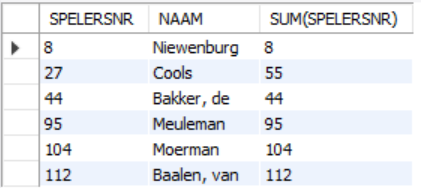 SPELERSNR NAAM SUM(SPELERSNR)
8 Niewenburg 8
27 Cools 55
44 Bakker, de 44
95 Meuleman 95
104 Moerman 104
112 Baalen, van 112